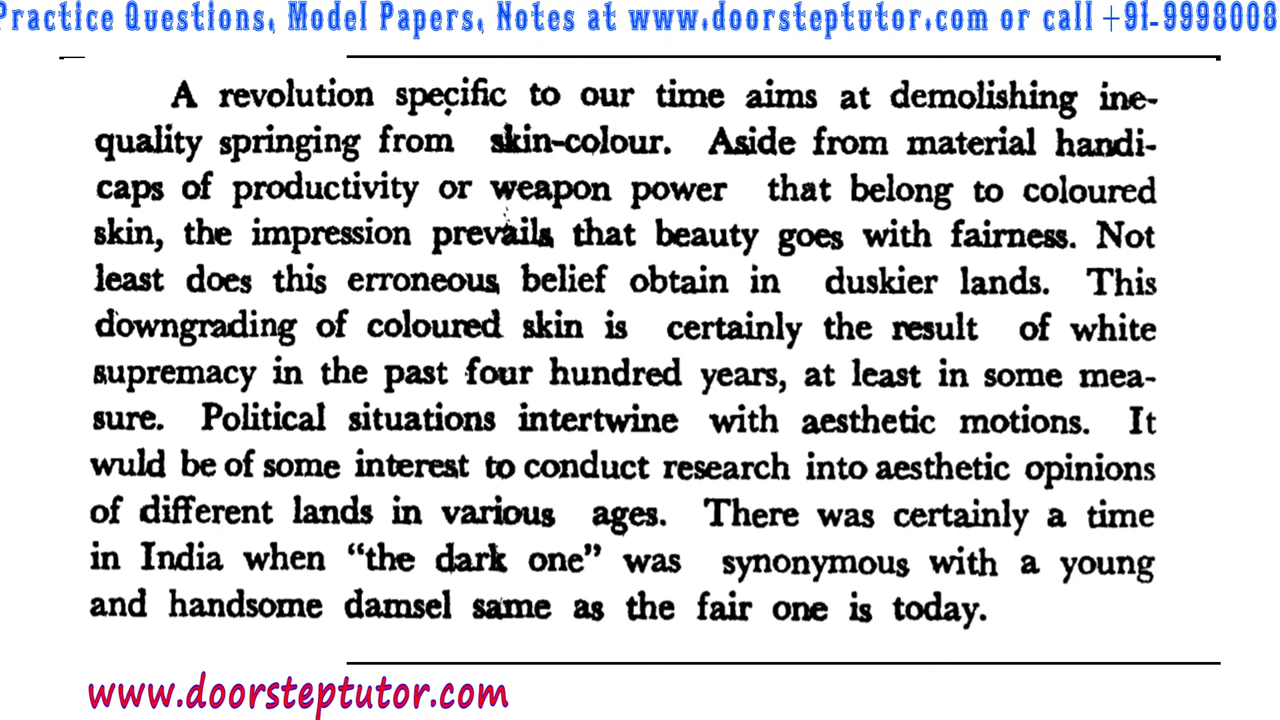 Practice Questions, Model Papers, Notes at www.doorsteptutor.com or call +91-9998008
A revolution specific to our time aims at demolishing ine-
quality springing from skin-colour. Aside from material handi-
caps of productivity or weapon power that belong to coloured
skin, the impression prevails that beauty goes with fairness. Not
least does this erroneous belief obtain in duskier lands. This
downgrading of coloured skin is certainly the result of white
supremacy in the past four hundred years, at least in some mea-
sure. Political situations intertwine with aesthetic motions. It
wuld be of some interest to conduct research into aesthetic opinions
of different lands in various ages. There was certainly a time
in India when “the dark one” was synonymous with a young
and handsome damsel same as the fair one is today.
www.doorsteptutor.com